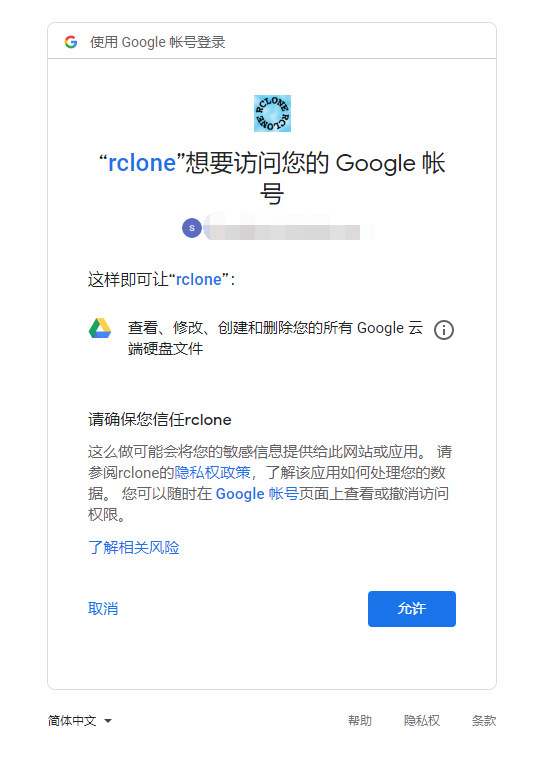 使用 Google 帐号登录
RCLONE RCLONE
“rclone”想要访问您的 Google 帐
号
s
这样即可让“rclone”：
查看、修改、创建和删除您的所有 Google 云
端硬盘文件
请确保您信任rclone
这么做可能会将您的敏感信息提供给此网站或应用。 请
参阅rclone的隐私权政策，了解该应用如何处理您的数
据。 您可以随时在 Google 帐号页面上查看或撤消访问
权限。
了解相关风险
取消
允许
简体中文
帮助
隐私权
条款